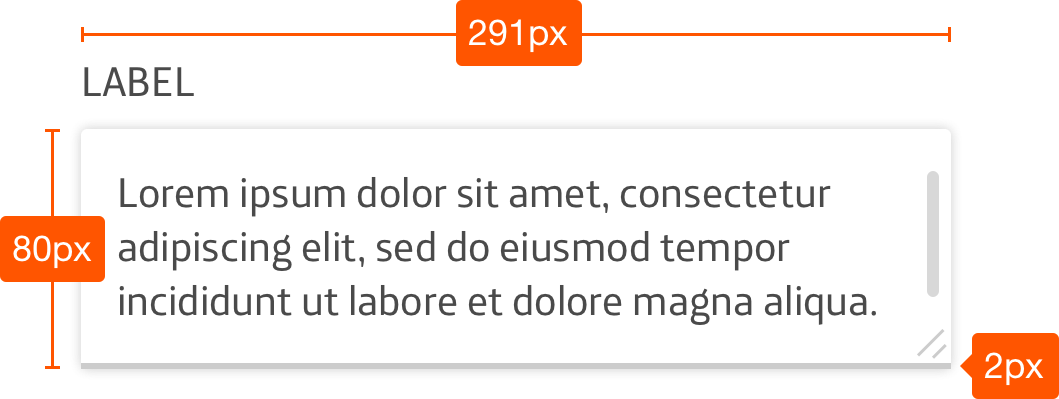 291px
LABEL
Lorem ipsum dolor sit amet, consectetur
adipiscing elit, sed do eiusmod tempor
80px
incididunt ut labore et dolore magna aliqua.
2px